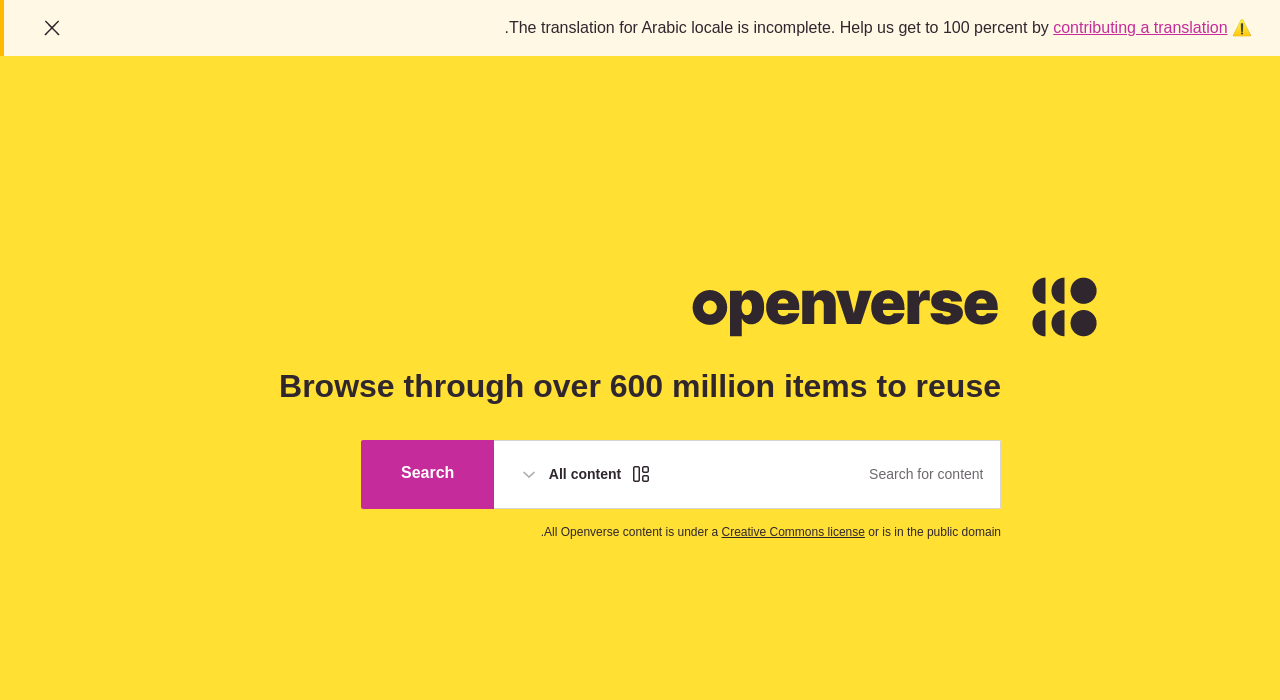 ⚠️ The translation for Arabic locale is incomplete. Help us get to 100 percent by contributing a translation.
openverse
Browse through over 600 million items to reuse
Search for content
All content
Search
All Openverse content is under a Creative Commons license or is in the public domain.